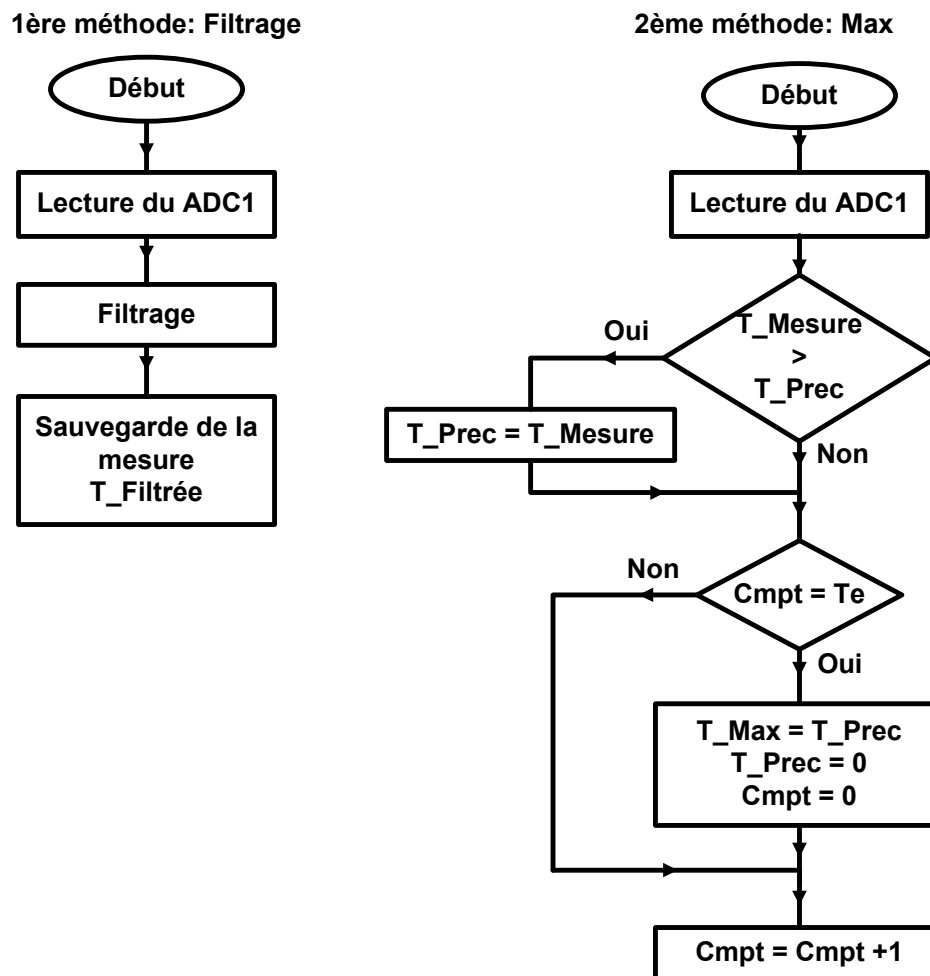 1ère méthode: Filtrage
Début
Lecture du ADC1
Filtrage
Sauvegarde de la
mesure
T_Filtrée
2ème méthode: Max
Début
Lecture du ADC1
T_Mesure
>
T_Prec
Oui
T_Prec = T_Mesure
Non
Cmpt = Te
Non
Oui
T_Max = T_Prec
T_Prec = 0
Cmpt = 0
Cmpt = Cmpt +1